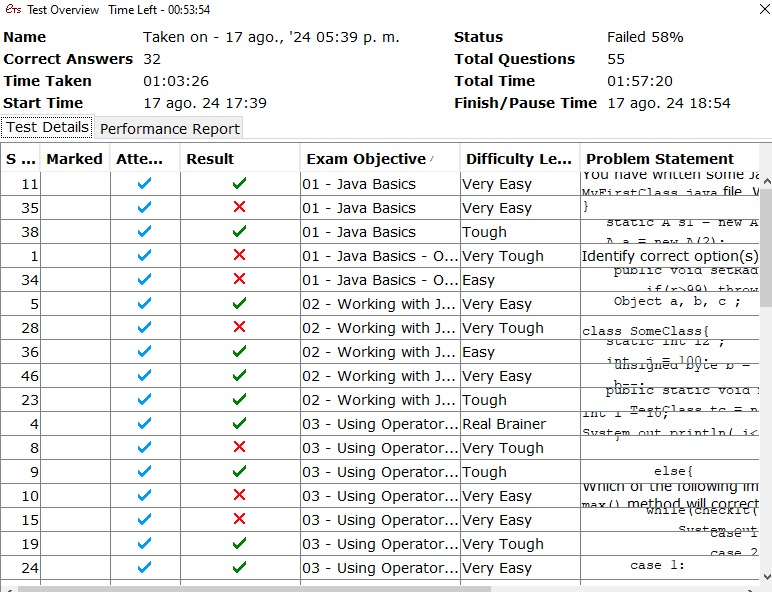 ETS Test Overview Time Left - 00:53:54
Name Taken on - 17 ago., '24 05:39 p. m. Status Failed 58%
Correct Answers 32 Total Questions 55
Time Taken 01:03:26 Total Time 01:57:20
Start Time 17 ago. 24 17:39 Finish/Pause Time 17 ago. 24 18:54
Test Details Performance Report
S ... Marked Atte... Result Exam Objective Difficulty Le... Problem Statement
11 01 - Java Basics Very Easy You have written some Ja
MyFirstClass.java file. W
35 01 - Java Basics Very Easy }
38 01 - Java Basics Tough static A s1 = new A
A a = new A(2);
1 01 - Java Basics - O... Very Tough Identify correct option(s)
34 01 - Java Basics - O... Easy public void setRad
if(r>99) throw
5 02 - Working with J... Very Easy Object a, b, c ;
28 02 - Working with J... Very Tough class SomeClass{
36 02 - Working with J... Easy static int i2 ;
int j = 100;
46 02 - Working with J... Very Easy unsigned byte b =
b--;
23 02 - Working with J... Tough public static void
TestClass tc = n
4 03 - Using Operator... Real Brainer int i = 10;
System.out.println( i<
8 03 - Using Operator... Very Tough }
9 03 - Using Operator... Tough else{
10 03 - Using Operator... Very Easy Which of the following im
max() method will correct
15 03 - Using Operator... Very Easy while(checkIt(
System.out
19 03 - Using Operator... Very Tough case 1
case 2
24 03 - Using Operator... Very Easy case 1: